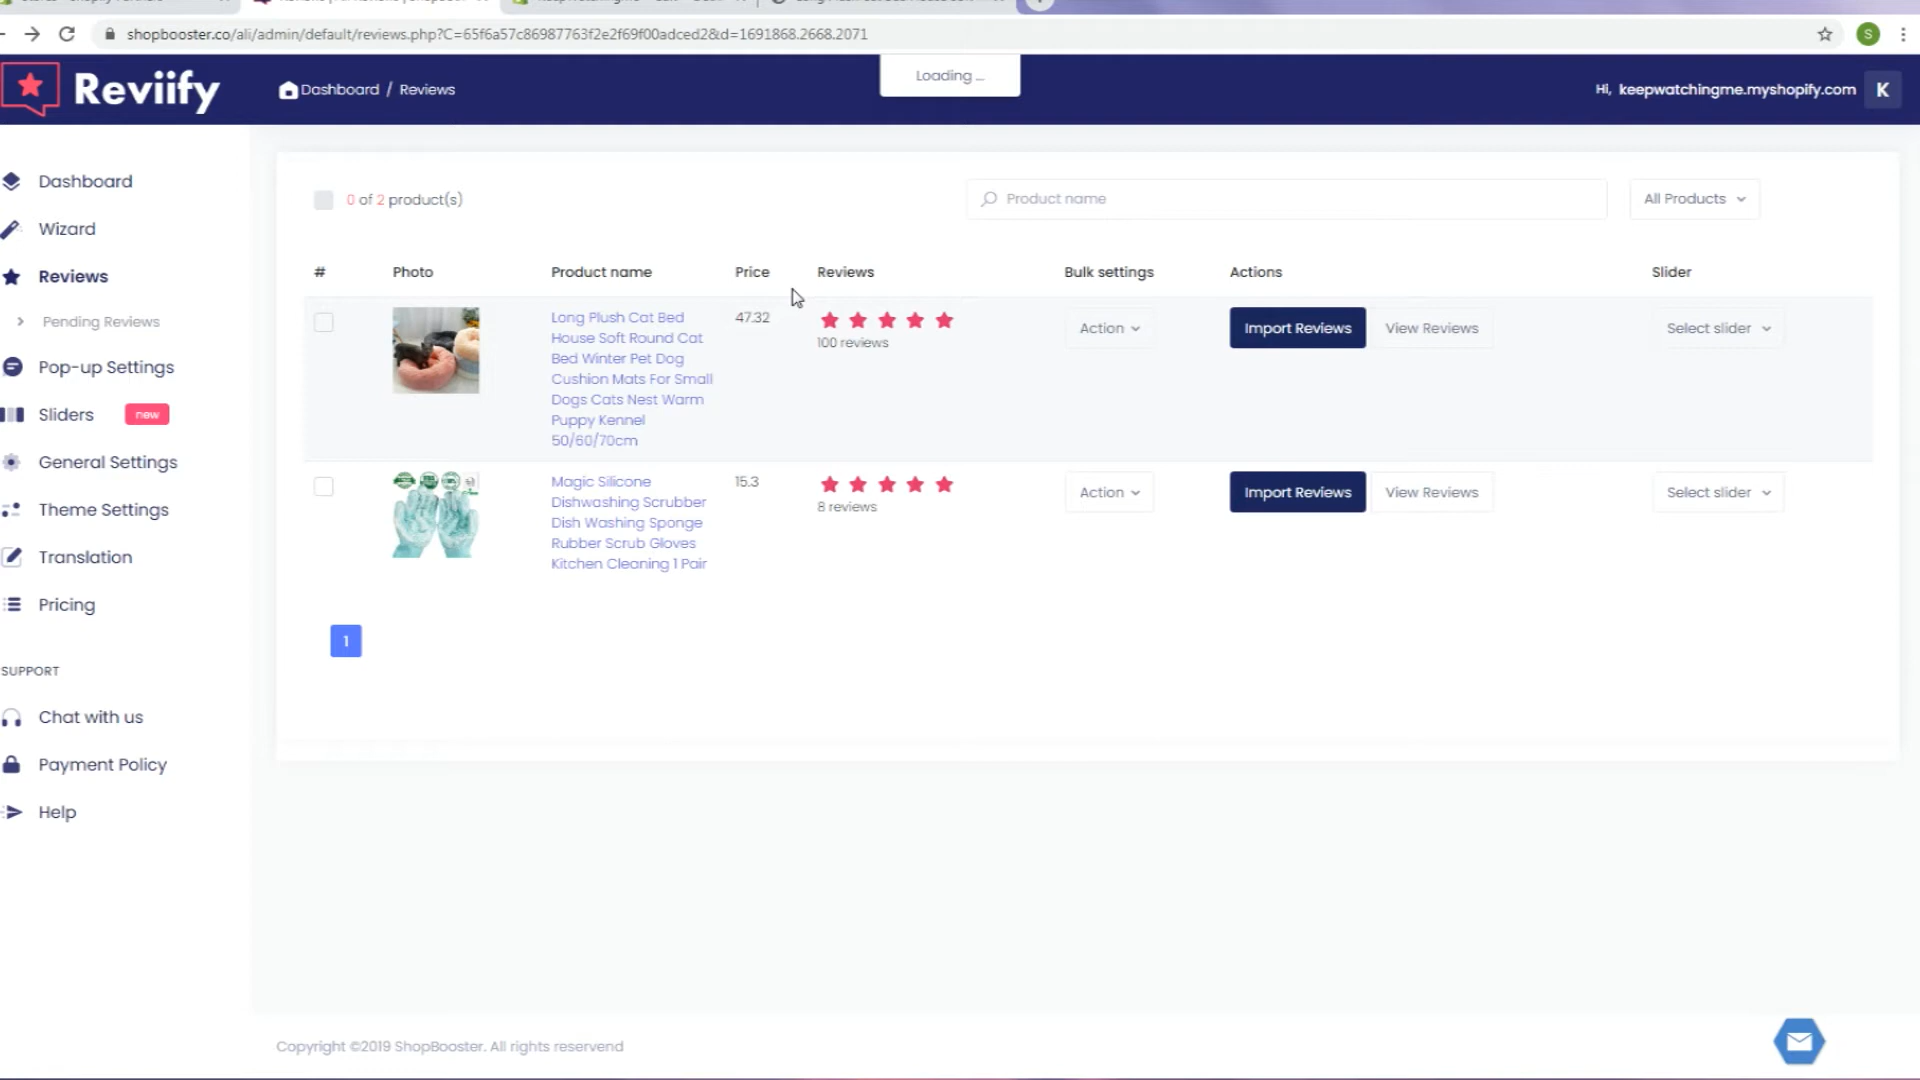 shopbooster.co/ali/admin/default/reviews.php?C=65f6a57c86987763f2e2f69f00adced2&d=1691868.2668.2071
S
Reviify
Dashboard / Reviews
Loading ...
Hi, keepwatchingme.myshopify.com
K
Dashboard
Wizard
Reviews
Pending Reviews
Pop-up Settings
Sliders new
General Settings
Theme Settings
Translation
Pricing
SUPPORT
Chat with us
Payment Policy
Help
0 of 2 product(s)
Product name
All Products
# Photo Product name Price Reviews Bulk settings Actions Slider
Long Plush Cat Bed
House Soft Round Cat
Bed Winter Pet Dog
Cushion Mats For Small
Dogs Cats Nest Warm
Puppy Kennel
50/60/70cm
47.32
100 reviews
Action
Import Reviews
View Reviews
Select slider
Magic Silicone
Dishwashing Scrubber
Dish Washing Sponge
Rubber Scrub Gloves
Kitchen Cleaning 1 Pair
15.3
8 reviews
Action
Import Reviews
View Reviews
Select slider
1
Copyright ©2019 ShopBooster. All rights reservend